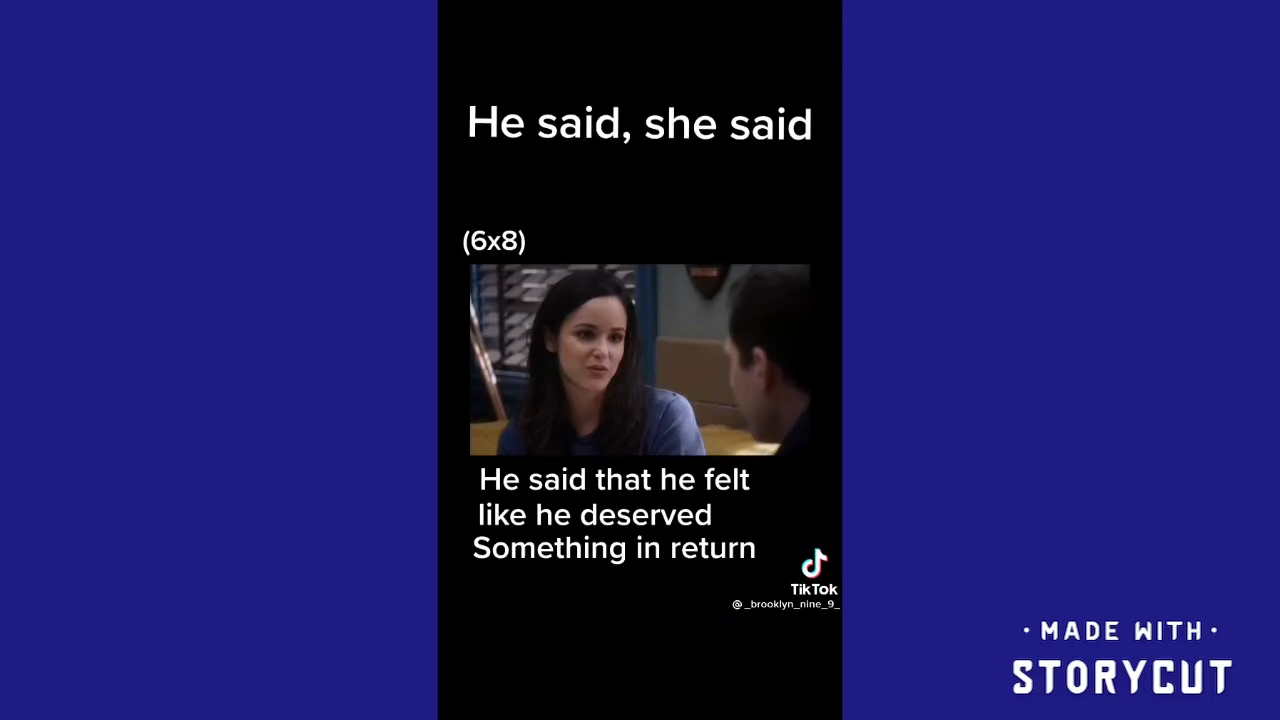 He said, she said
(6x8)
He said that he felt
like he deserved
Something in return
TikTok
@_brooklyn_nine_9_
· MADE WITH ·
STORYCUT